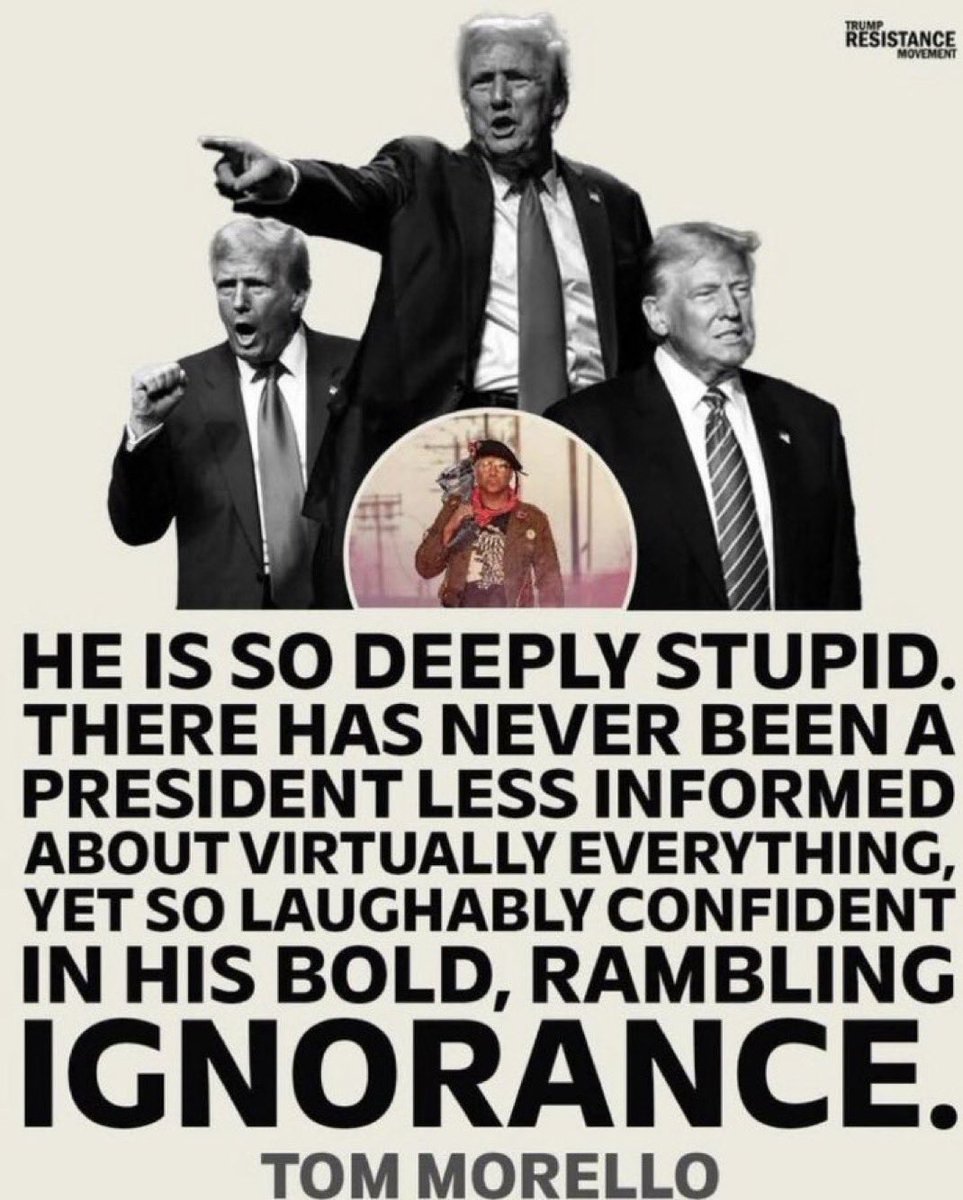 TRUMP
RESISTANCE
MOVEMENT
HE IS SO DEEPLY STUPID.
THERE HAS NEVER BEEN A
PRESIDENT LESS INFORMED
ABOUT VIRTUALLY EVERYTHING,
YET SO LAUGHABLY CONFIDENT
IN HIS BOLD, RAMBLING
IGNORANCE.
TOM MORELLO